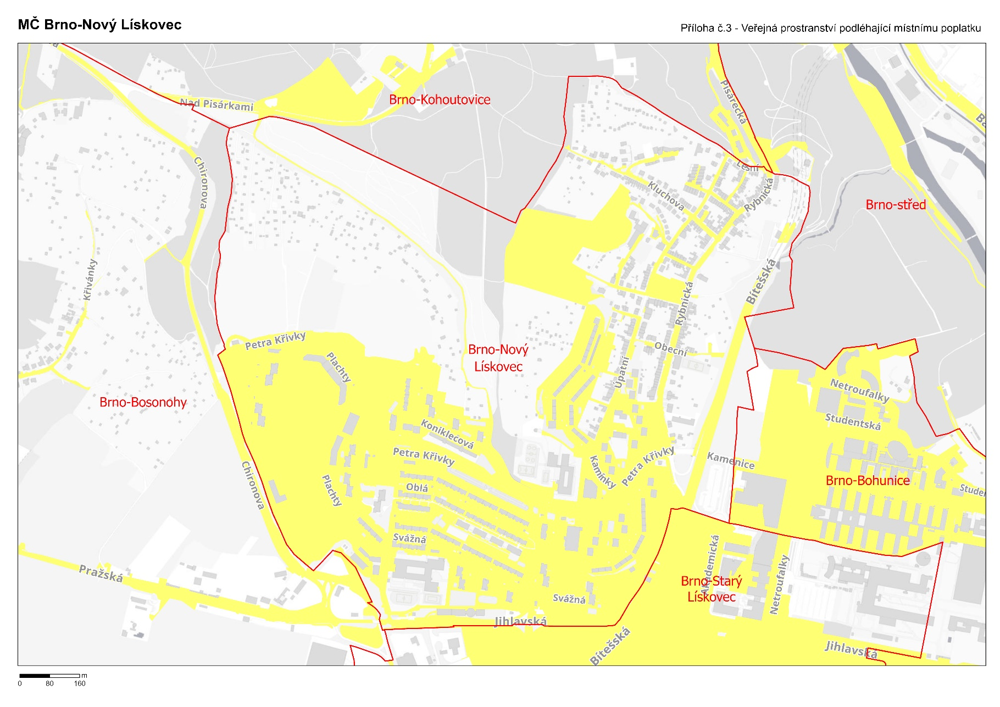 MČ Brno-Nový Lískovec
Příloha č.3 - Veřejná prostranství podléhající místnímu poplatku
Nad Pisárkami
Brno-Kohoutovice
Pisárecká
Chironova
Lesní
Kluchova
Rybnická
Brno-střed
Křivánky
Bítešská
Rybnická
Petra Křivky
Plachty
Brno-Nový
Lískovec
Obecní
Úpatní
Brno-Bosonohy
Netroufalky
Studentská
Koniklecová
Petra Křivky
Petra Křivky
Kamenice
Kamínky
Chironova
Plachty
Oblá
Brno-Bohunice
Studen
Svážná
Akademická
Netroufalky
Pražská
Brno-Starý
Lískovec
Svážná
Jihlavská
Bítešská
Jihlavská
0 80 160 m